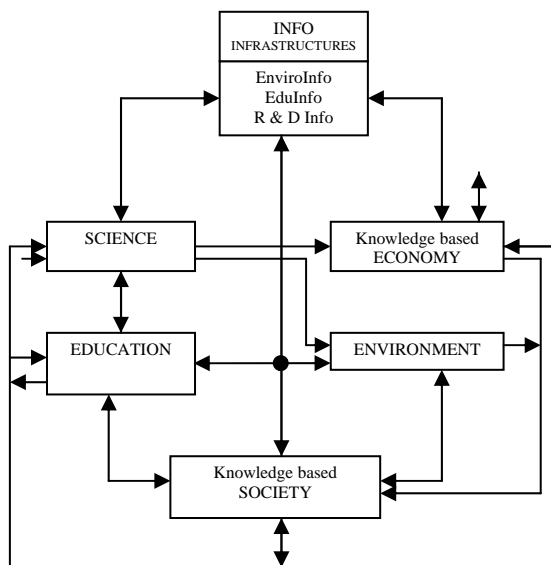 INFO
INFRASTRUCTURES
EnviroInfo
EduInfo
R & D Info
SCIENCE
Knowledge based
ECONOMY
EDUCATION
ENVIRONMENT
Knowledge based
SOCIETY